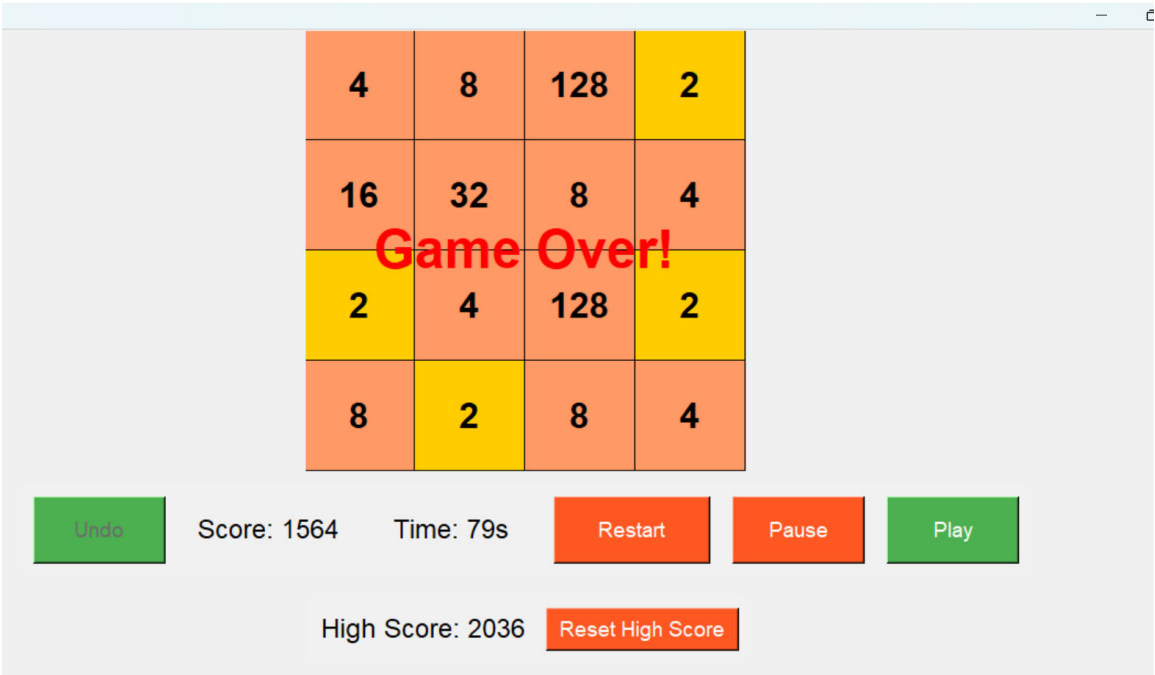 4 8 128 2
16 32 8 4
Game Over!
2 4 128 2
8 2 8 4
Undo Score: 1564 Time: 79s Restart Pause Play
High Score: 2036 Reset High Score